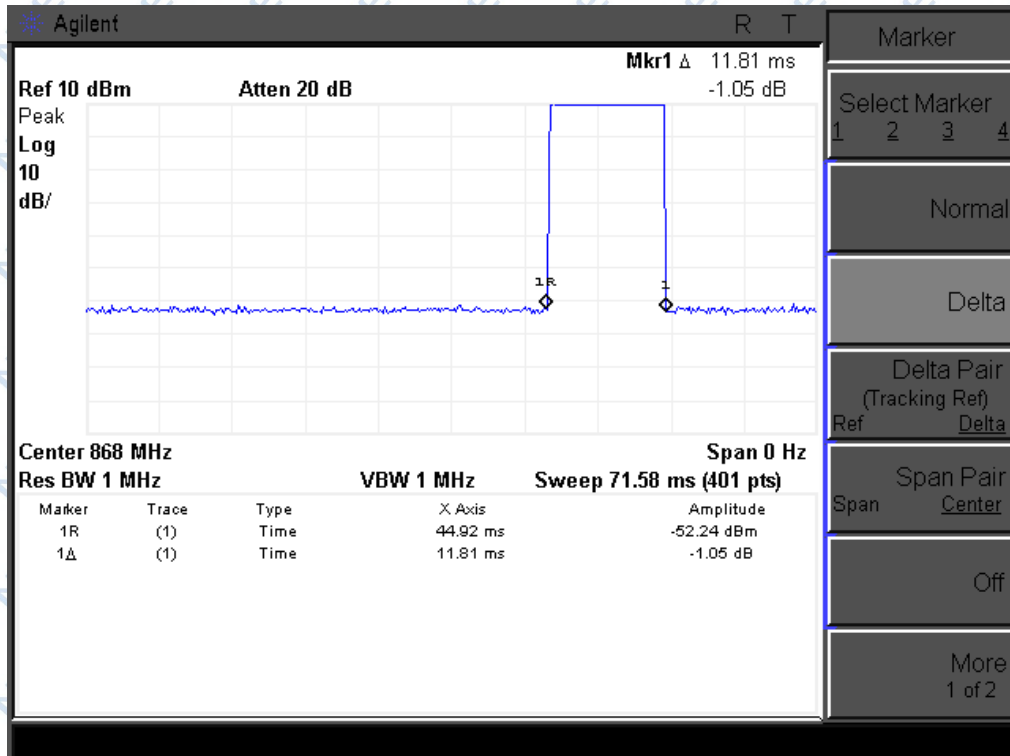 Agilent
R T
Mkr1 Δ 11.81 ms
Ref 10 dBm Atten 20 dB -1.05 dB
Peak
Log
10
dB/
1R
1
Center 868 MHz Span 0 Hz
Res BW 1 MHz VBW 1 MHz Sweep 71.58 ms (401 pts)
Marker Trace Type X Axis Amplitude
1R (1) Time 44.92 ms -52.24 dBm
1Δ (1) Time 11.81 ms -1.05 dB
Marker
Select Marker
1 2 3 4
Normal
Delta
Delta Pair
(Tracking Ref)
Ref Delta
Span Pair
Span Center
Off
More
1 of 2